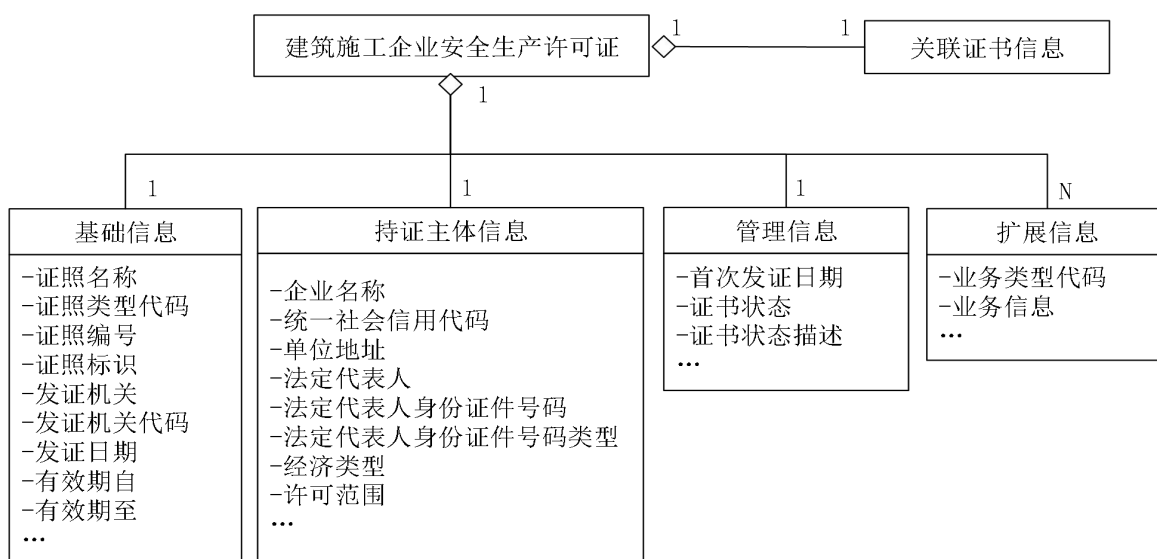 建筑施工企业安全生产许可证
1
1
关联证书信息
1
1
1
1
N
基础信息
-证照名称
-证照类型代码
-证照编号
-证照标识
-发证机关
-发证机关代码
-发证日期
-有效期自
-有效期至
…
持证主体信息
-企业名称
-统一社会信用代码
-单位地址
-法定代表人
-法定代表人身份证件号码
-法定代表人身份证件号码类型
-经济类型
-许可范围
…
管理信息
-首次发证日期
-证书状态
-证书状态描述
…
扩展信息
-业务类型代码
-业务信息
…